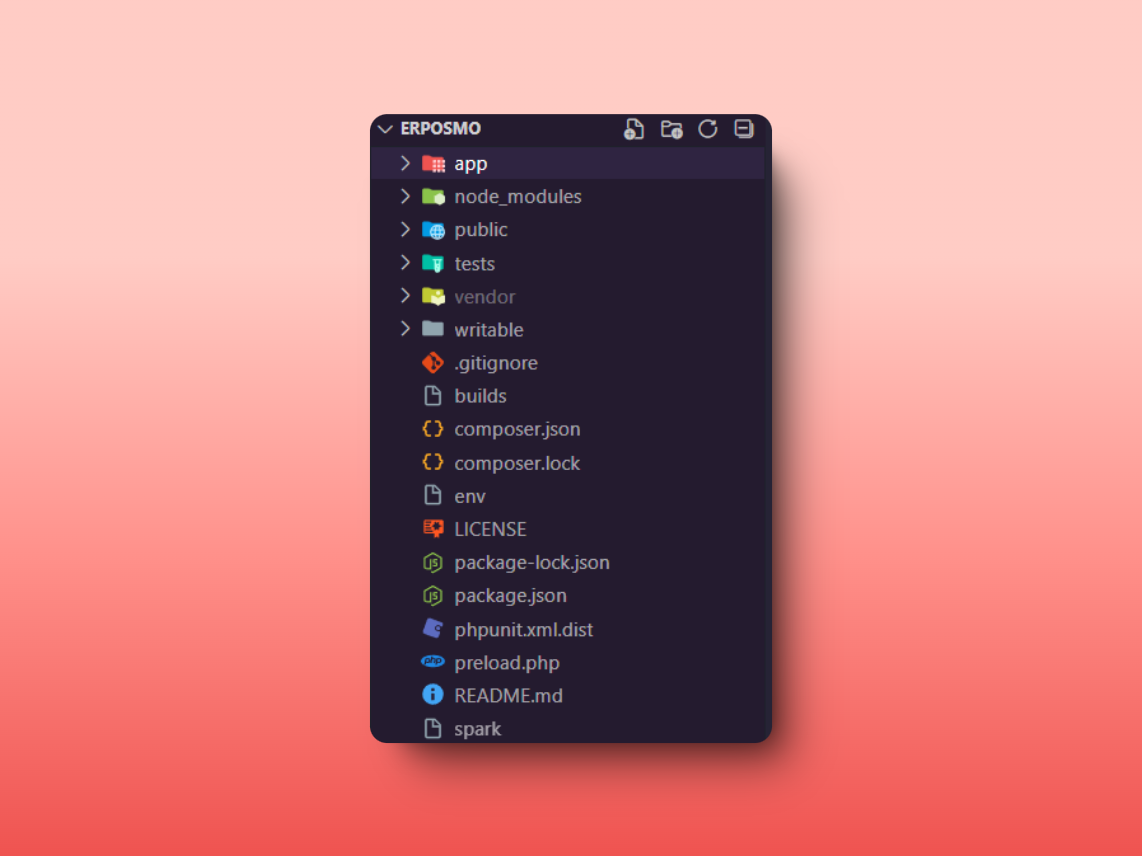 ERPOSMO
app
node_modules
public
tests
vendor
writable
.gitignore
builds
composer.json
composer.lock
env
LICENSE
package-lock.json
package.json
phpunit.xml.dist
preload.php
README.md
spark